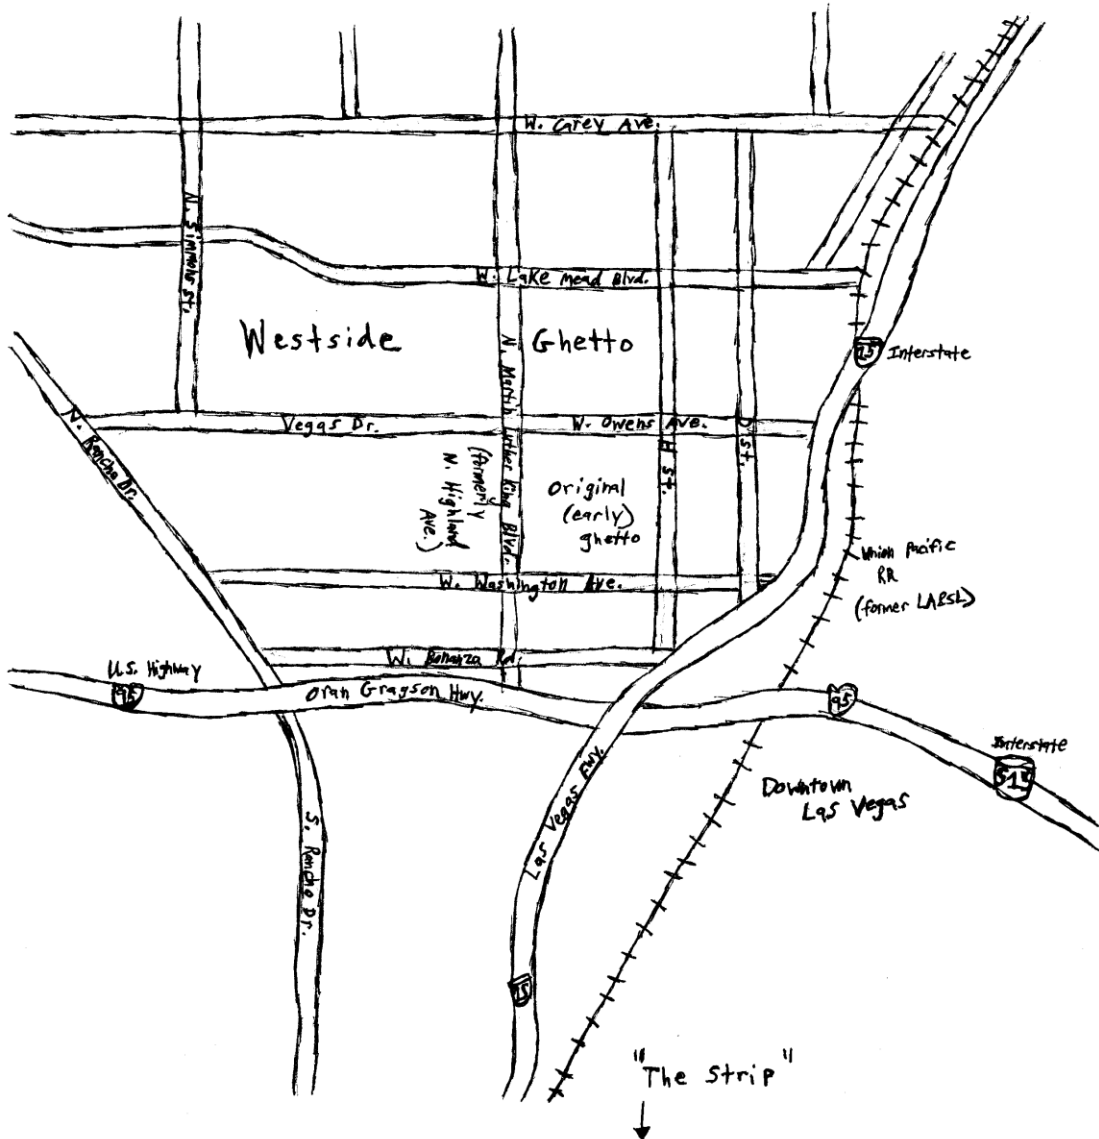 W. Carey Ave.
N. Simmons St.
W. Lake Mead Blvd.
Westside Ghetto
15 Interstate
N. Martin Luther King Blvd.
(formerly
N. Highland
Ave.)
Vegas Dr.
W. Owens Ave.
H St.
D St.
N. Rancho Dr.
Original
(early)
ghetto
Union Pacific
RR
(former LA&SL)
W. Washington Ave.
W. Bonanza Rd.
U.S. Highway
95
Oran Gragson Hwy.
95
Interstate
515
Las Vegas Fwy.
Downtown
Las Vegas
S. Rancho Dr.
15
"The Strip"